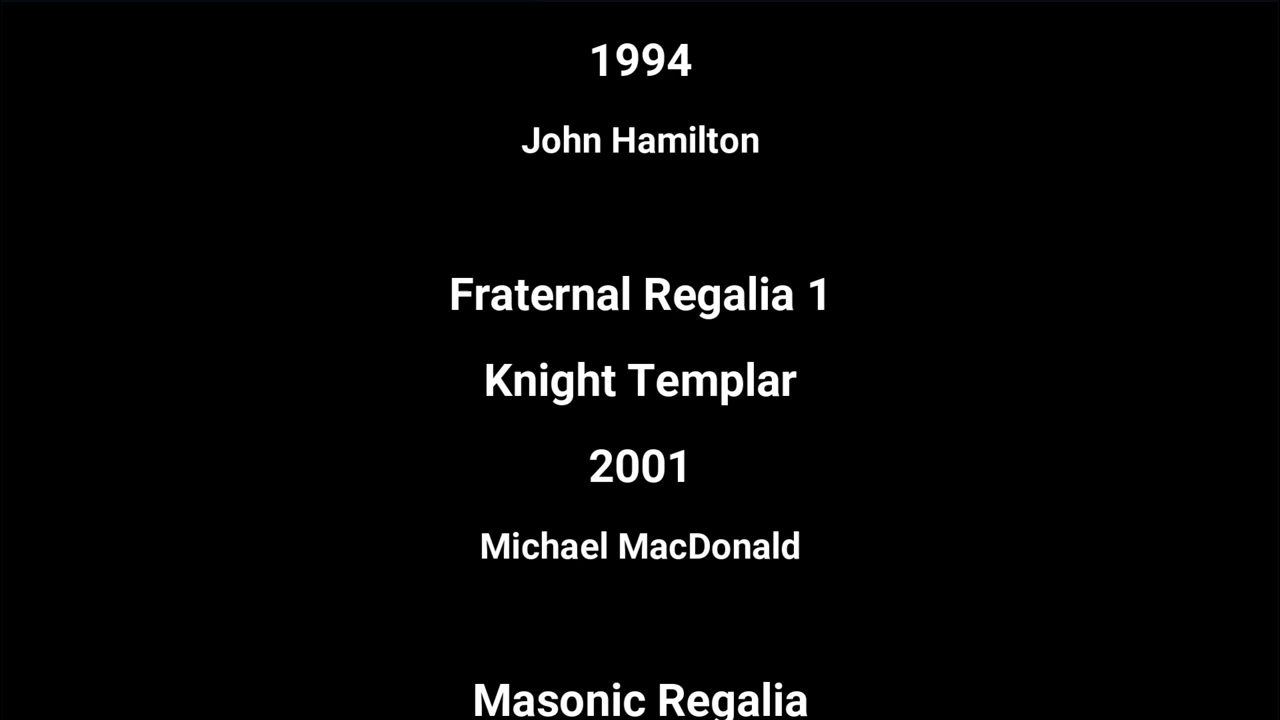 1994
John Hamilton
Fraternal Regalia 1
Knight Templar
2001
Michael MacDonald
Masonic Regalia